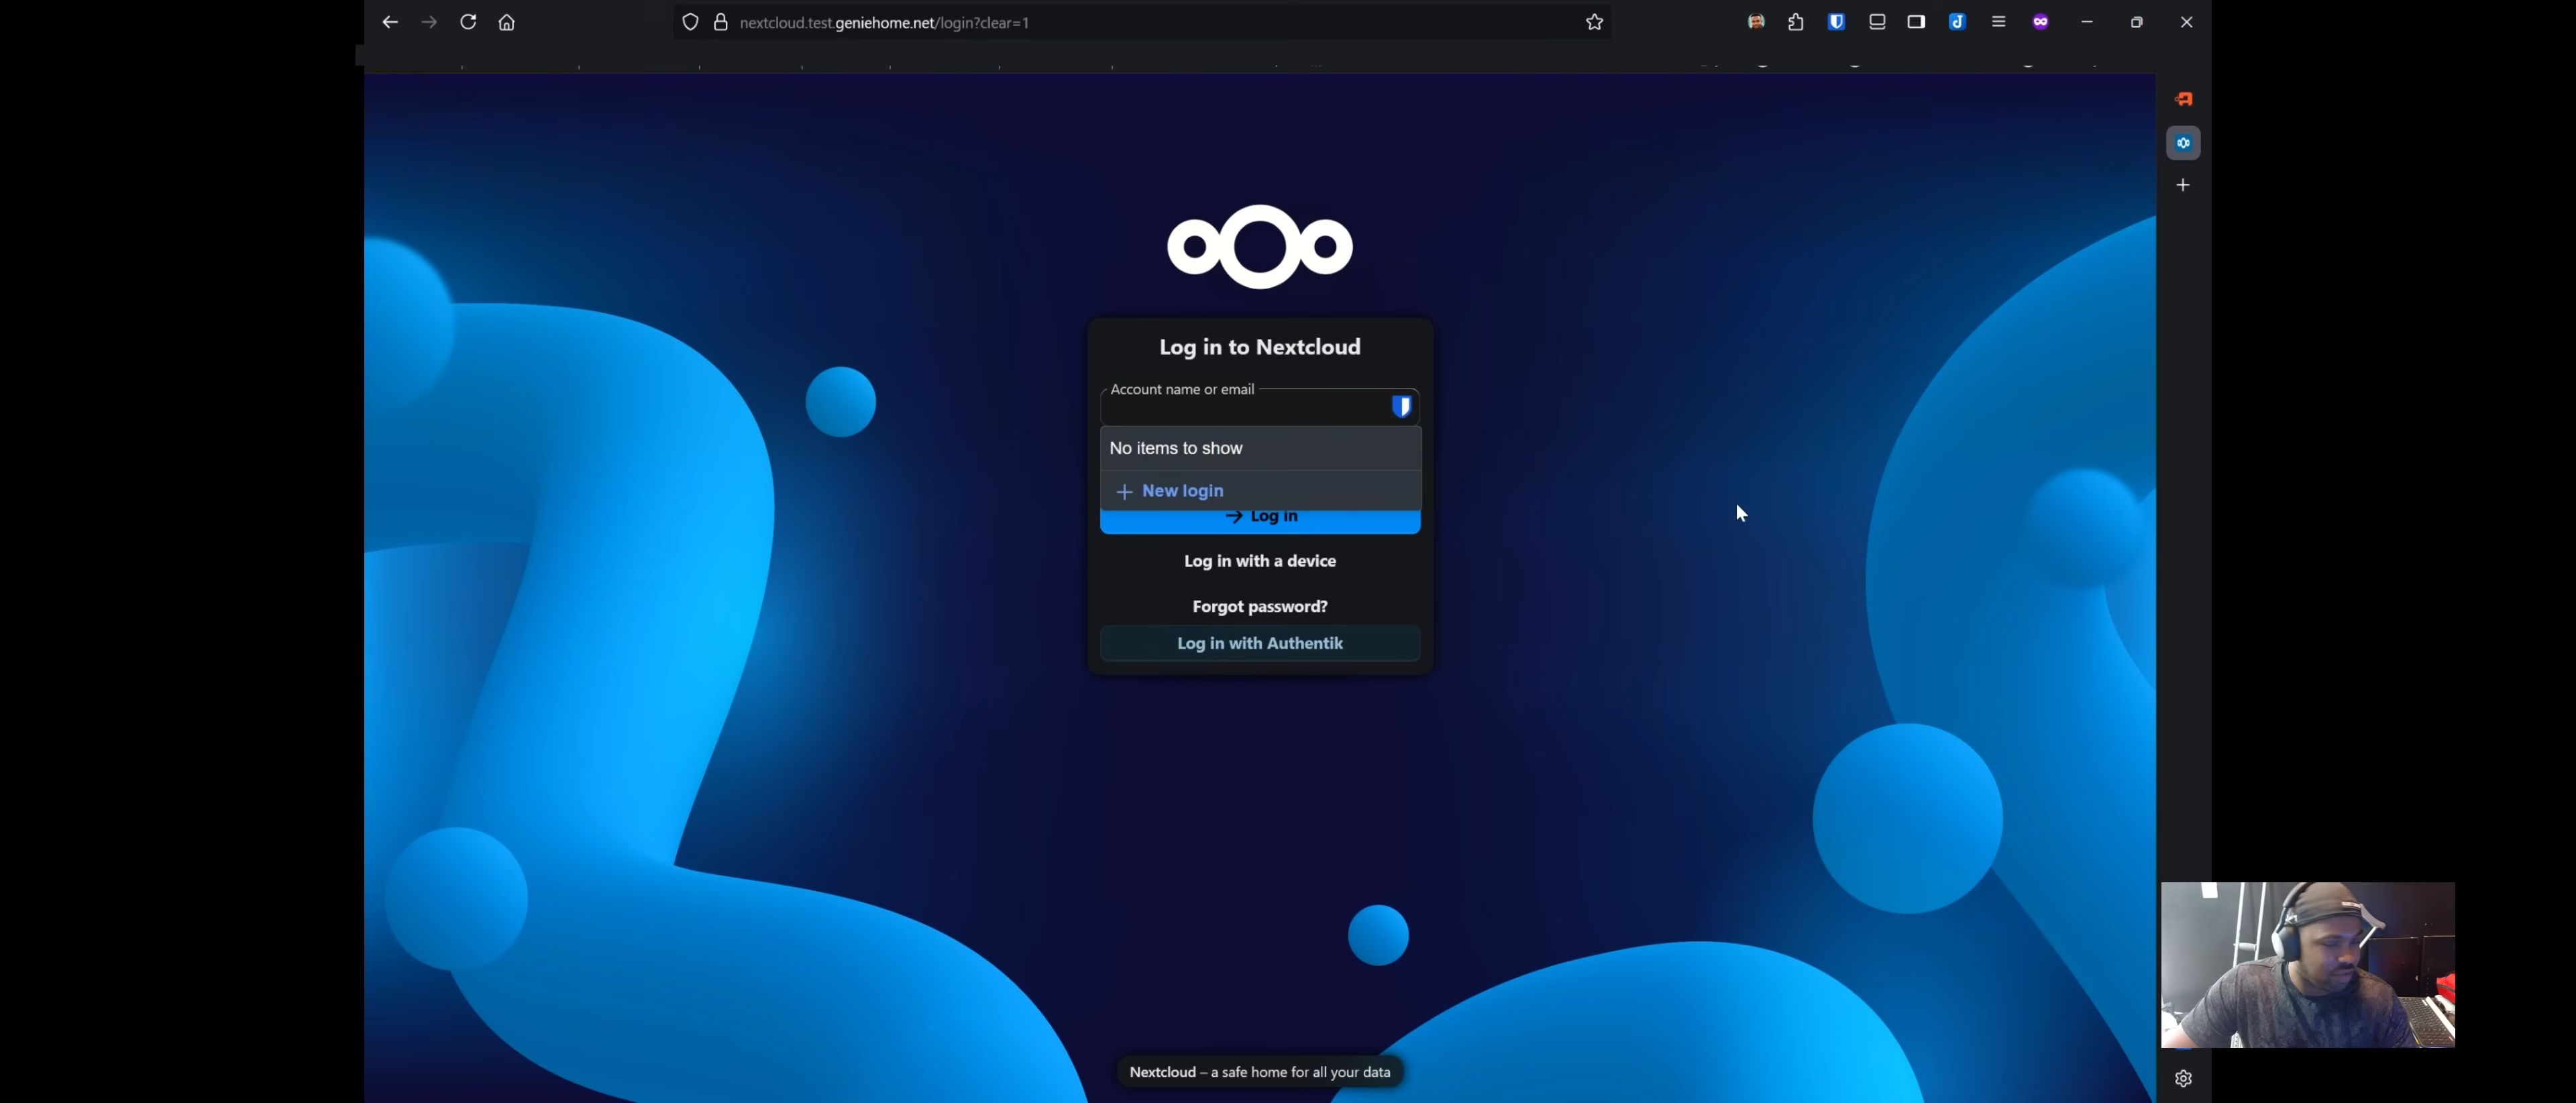 nextcloud.test.geniehome.net/login?clear=1
Log in to Nextcloud
Account name or email
No items to show
+ New login
→ Log in
Log in with a device
Forgot password?
Log in with Authentik
Nextcloud – a safe home for all your data